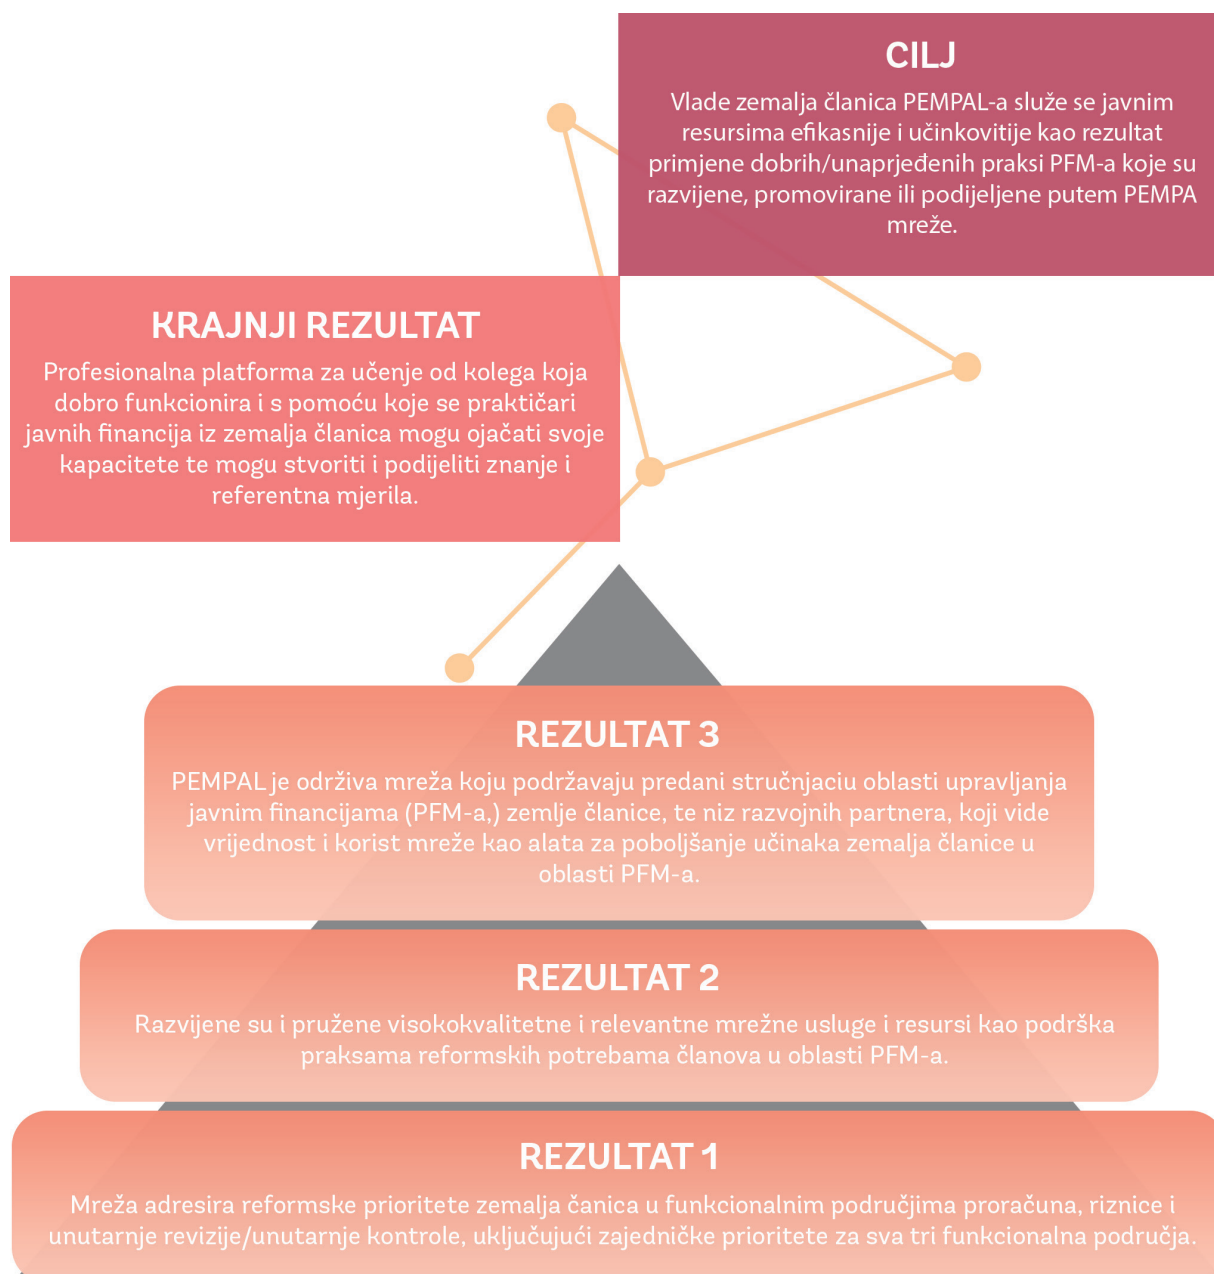 CILJ
Vlade zemalja članica PEMPAL-a služe se javnim
resursima efikasnije i učinkovitije kao rezultat
primjene dobrih/unaprjeđenih praksi PFM-a koje su
razvijene, promovirane ili podijeljene putem PEMPA
mreže.
KRAJNJI REZULTAT
Profesionalna platforma za učenje od kolega koja
dobro funkcionira i s pomoću koje se praktičari
javnih financija iz zemalja članica mogu ojačati svoje
kapacitete te mogu stvoriti i podijeliti znanje i
referentna mjerila.
REZULTAT 3
PEMPAL je održiva mreža koju podržavaju predani stručnjaciu oblasti upravljanja
javnim financijama (PFM-a,) zemlje članice, te niz razvojnih partnera, koji vide
vrijednost i korist mreže kao alata za poboljšanje učinaka zemalja članice u
oblasti PFM-a.
REZULTAT 2
Razvijene su i pružene visokokvalitetne i relevantne mrežne usluge i resursi kao podrška
praksama reformskih potrebama članova u oblasti PFM-a.
REZULTAT 1
Mreža adresira reformske prioritete zemalja čanica u funkcionalnim područjima proračuna, riznice i
unutarnje revizije/unutarnje kontrole, uključujući zajedničke prioritete za sva tri funkcionalna područja.